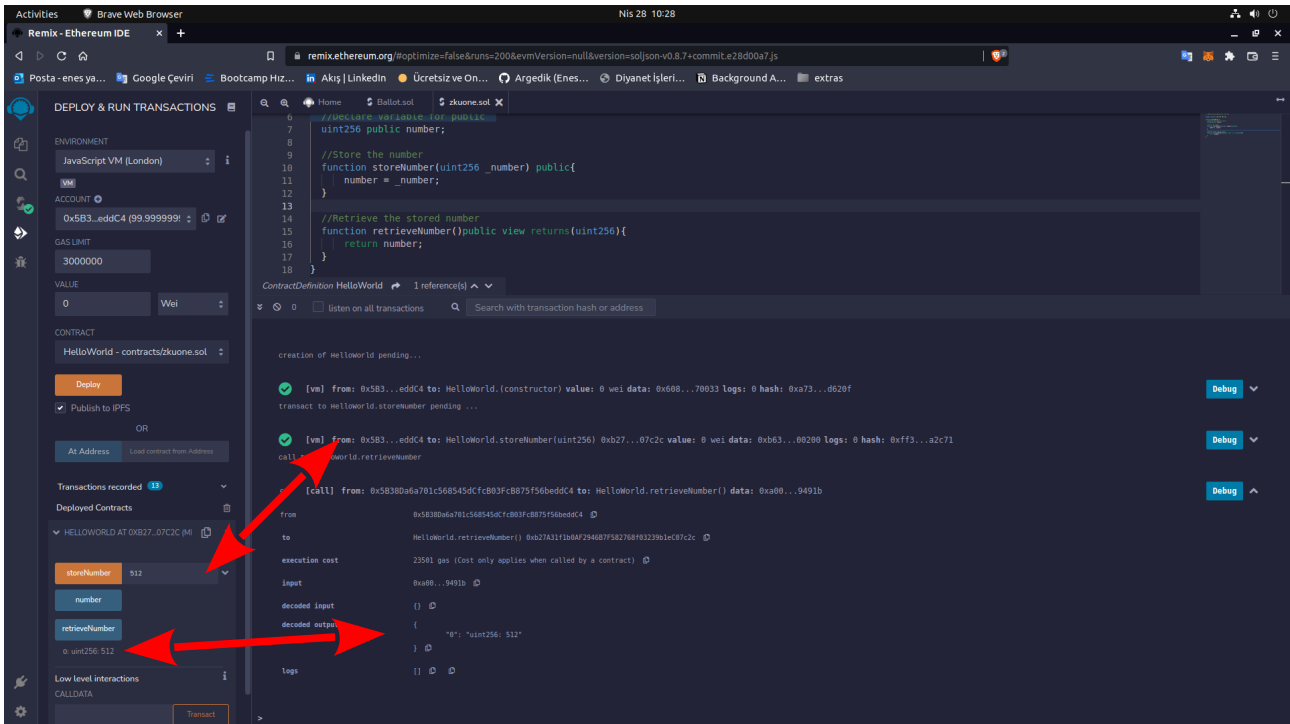 Activities Brave Web Browser Nis 28 10:28
Remix - Ethereum IDE × +
remix.ethereum.org/#optimize=false&runs=200&evmVersion=null&version=soljson-v0.8.7+commit.e28d00a7.js
Posta - enes ya... Google Çeviri Bootcamp Hız... Akış | LinkedIn Ücretsiz ve On... Argedik (Enes... Diyanet İşleri... Background A... extras
DEPLOY & RUN TRANSACTIONS
ENVIRONMENT
JavaScript VM (London)
VM
ACCOUNT
0x5B3...eddC4 (99.999999!
GAS LIMIT
3000000
VALUE
0 Wei
CONTRACT
HelloWorld - contracts/zkuone.sol
Deploy
Publish to IPFS
OR
At Address Load contract from Address
Transactions recorded 13
Deployed Contracts
HELLOWORLD AT 0XB27...07C2C (M
storeNumber 512
number
retrieveNumber
0: uint256: 512
Low level interactions
CALLDATA
Transact
Home Ballot.sol zkuone.sol
6 //Declare variable for public
7 uint256 public number;
8
9 //Store the number
10 function storeNumber(uint256 _number) public{
11 number = _number;
12 }
13
14 //Retrieve the stored number
15 function retrieveNumber()public view returns(uint256){
16 return number;
17 }
18 }
ContractDefinition HelloWorld 1 reference(s)
0 listen on all transactions Search with transaction hash or address
creation of HelloWorld pending...
[vm] from: 0x5B3...eddC4 to: HelloWorld.(constructor) value: 0 wei data: 0x608...70033 logs: 0 hash: 0xa73...d620f Debug
transact to HelloWorld.storeNumber pending ...
[vm] from: 0x5B3...eddC4 to: HelloWorld.storeNumber(uint256) 0xb27...07c2c value: 0 wei data: 0xb63...00200 logs: 0 hash: 0xff3...a2c71 Debug
call
[call] from: 0x5B38Da6a701c568545dCfcB03FcB875f56beddC4 to: HelloWorld.retrieveNumber() data: 0xa00...9491b Debug
from 0x5B38Da6a701c568545dCfcB03FcB875f56beddC4
to HelloWorld.retrieveNumber() 0xb27A31f1b0AF2946B7F582768f03239b1eC07c2c
execution cost 23501 gas (Cost only applies when called by a contract)
input 0xa00...9491b
decoded input {}
decoded output {
"0": "uint256: 512"
}
logs []
>